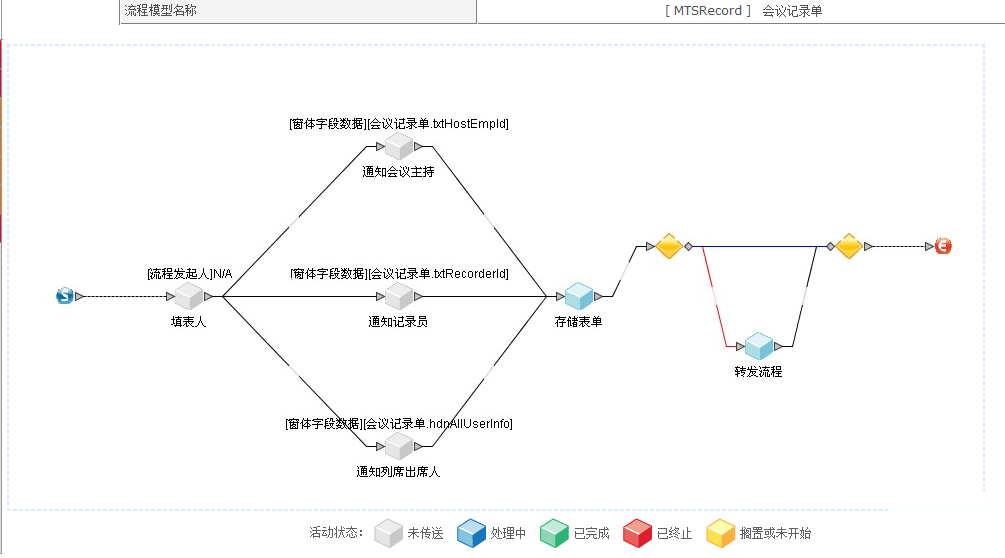 流程模型名称
[ MTSRecord ] 会议记录单
[窗体字段数据][会议记录单.txtHostEmpId]
通知会议主持
[流程发起人]N/A
[窗体字段数据][会议记录单.txtRecorderId]
S
E
填表人
通知记录员
存储表单
转发流程
[窗体字段数据][会议记录单.hdnAllUserInfo]
通知列席出席人
活动状态: 未传送 处理中 已完成 已终止 搁置或未开始